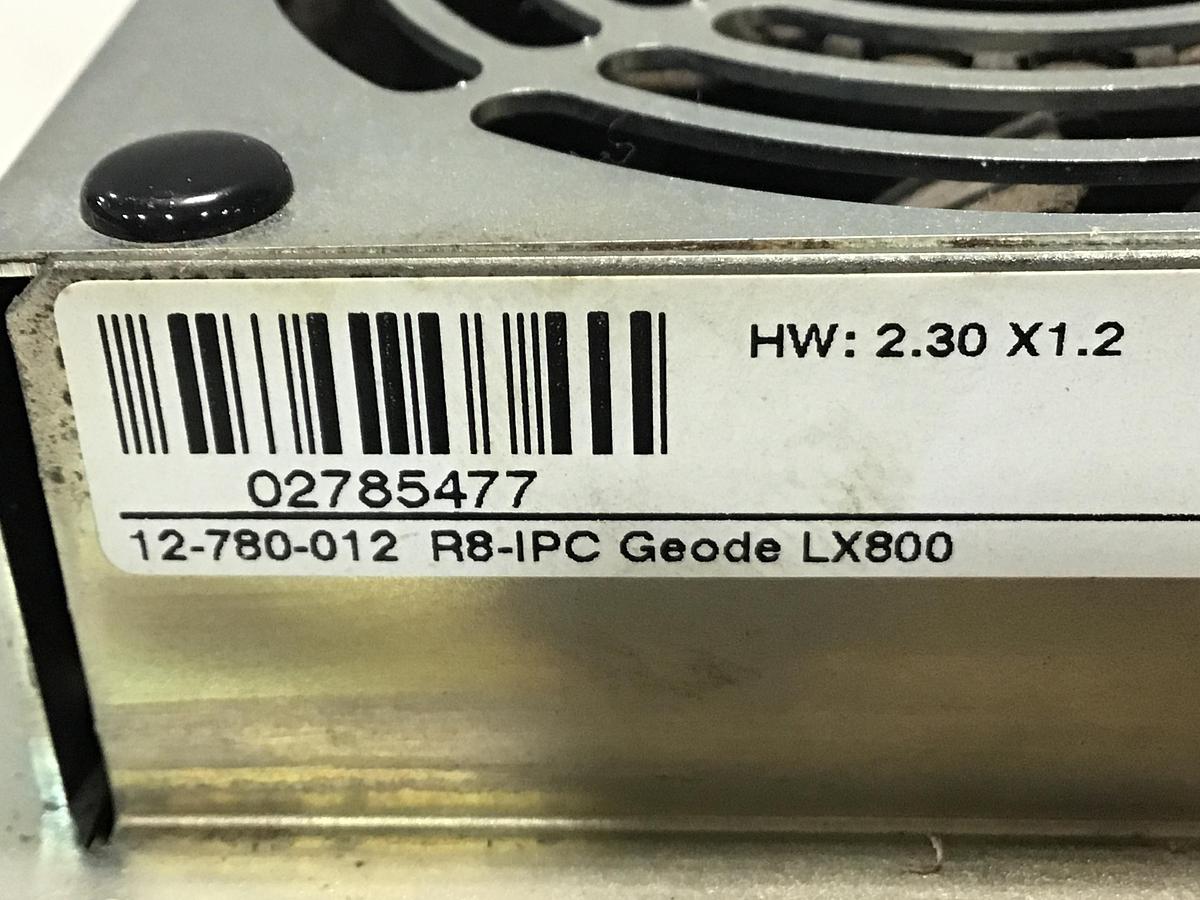 HW: 2.30 X1.2
02785477
12-780-012 R8-IPC Geode LX800